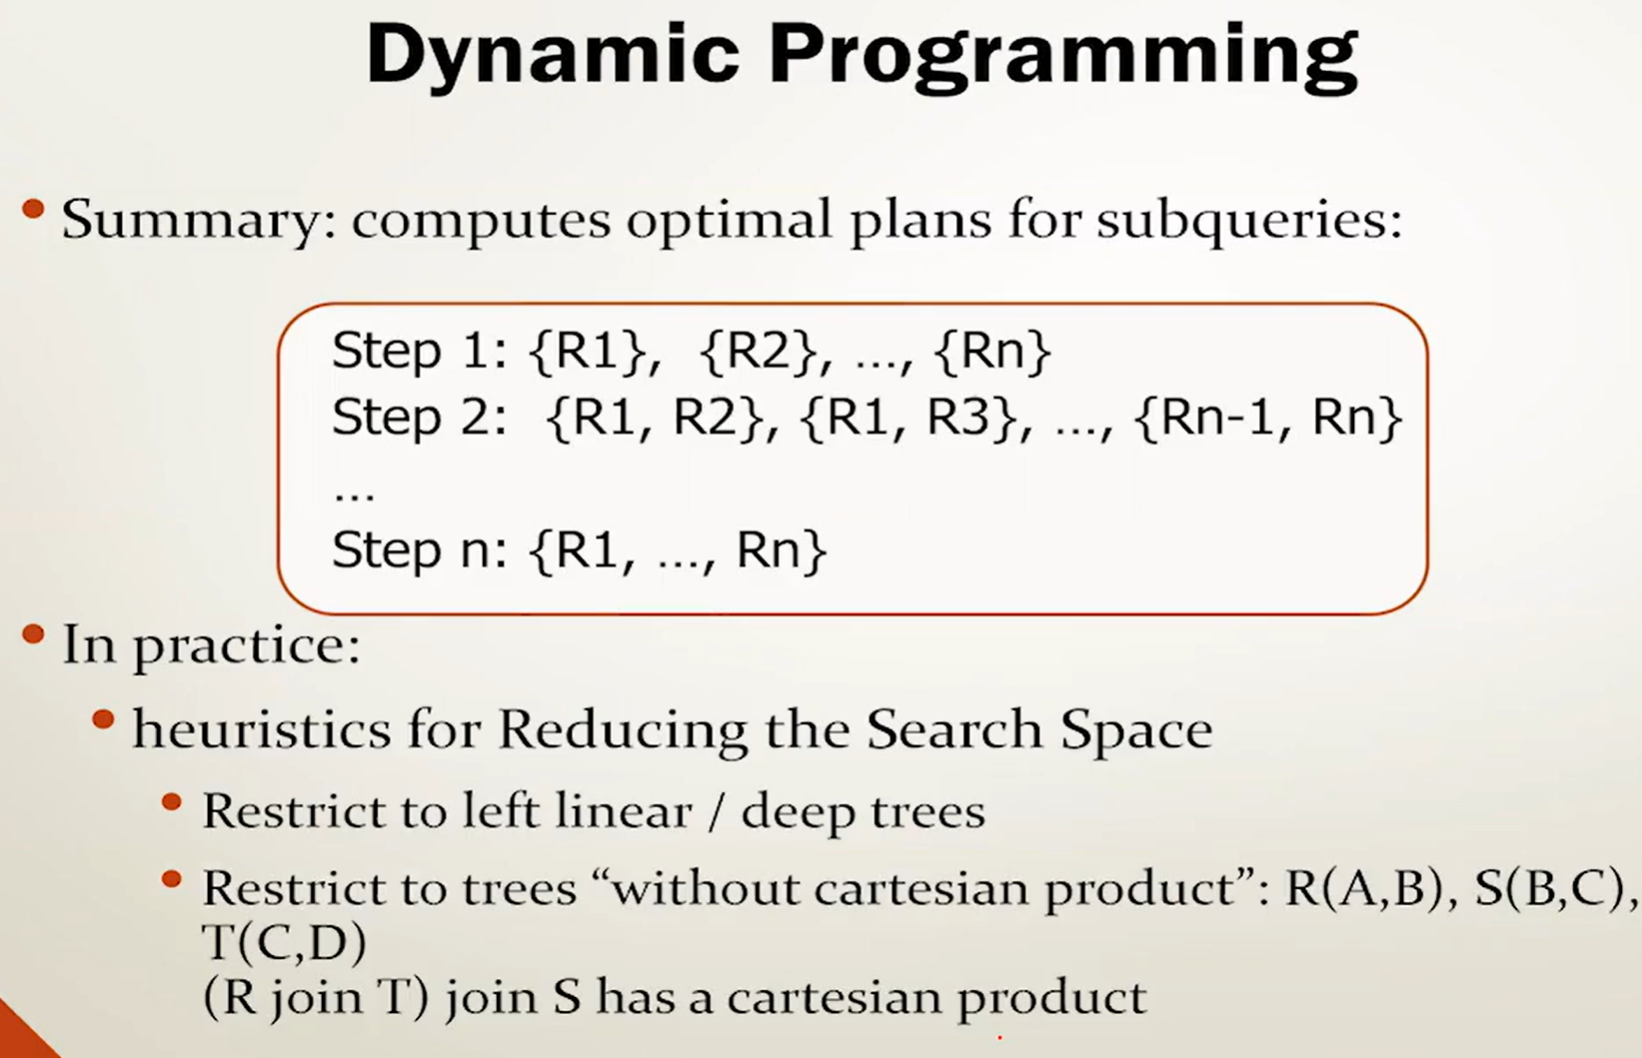 Dynamic Programming
• Summary: computes optimal plans for subqueries:
Step 1: {R1}, {R2}, ..., {Rn}
Step 2: {R1, R2}, {R1, R3}, ..., {Rn-1, Rn}
...
Step n: {R1, ..., Rn}
• In practice:
• heuristics for Reducing the Search Space
• Restrict to left linear / deep trees
• Restrict to trees “without cartesian product”: R(A,B), S(B,C),
T(C,D)
(R join T) join S has a cartesian product